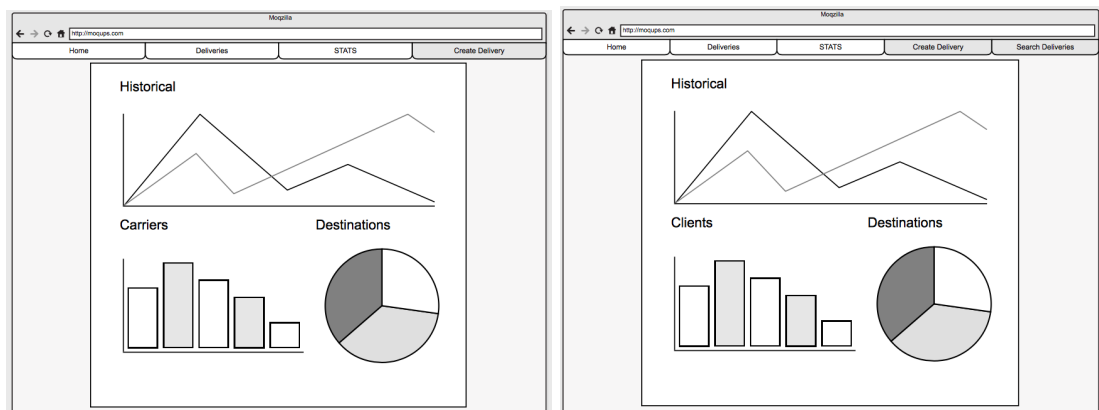 Moqzilla
http://moqups.com
Home Deliveries STATS Create Delivery
Historical
Carriers Destinations
Moqzilla
http://moqups.com
Home Deliveries STATS Create Delivery Search Deliveries
Historical
Clients Destinations